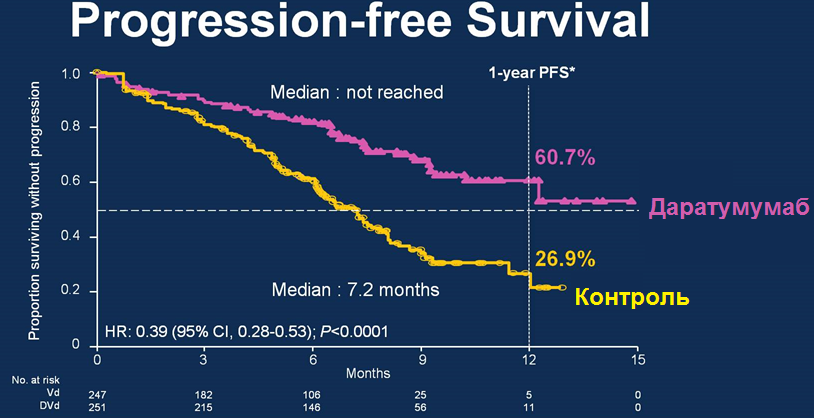 Progression-free Survival
1-year PFS*
Median : not reached
60.7%
Даратумумаб
26.9%
Median : 7.2 months
Контроль
HR: 0.39 (95% CI, 0.28-0.53); P<0.0001
Proportion surviving without progression
1.0
0.8
0.6
0.4
0.2
0
0 3 6 9 12 15
Months
No. at risk
Vd 247 182 106 25 5 0
DVd 251 215 146 56 11 0